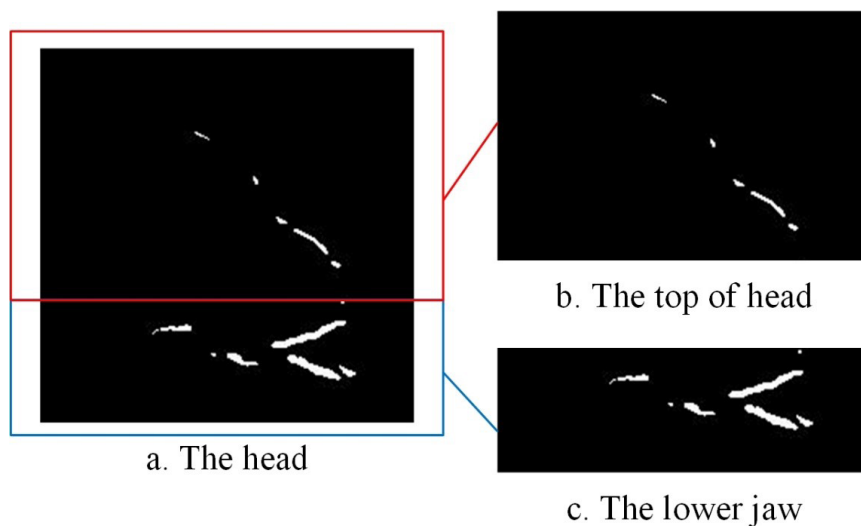 b. The top of head
a. The head
c. The lower jaw